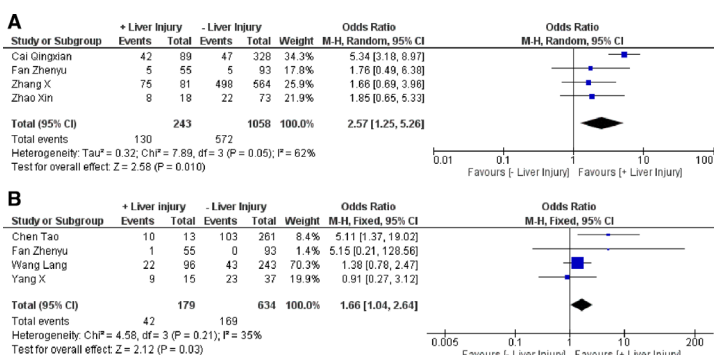 A
+ Liver Injury - Liver Injury Odds Ratio Odds Ratio
Study or Subgroup Events Total Events Total Weight M-H, Random, 95% CI M-H, Random, 95% CI
Cai Qingxian 42 89 47 328 34.3% 5.34 [3.18, 8.97]
Fan Zhenyu 5 55 5 93 17.9% 1.76 [0.49, 6.38]
Zhang X 75 81 498 564 25.9% 1.66 [0.69, 3.96]
Zhao Xin 8 18 22 73 21.9% 1.85 [0.65, 5.33]
Total (95% CI) 243 1058 100.0% 2.57 [1.25, 5.26]
Total events 130 572
Heterogeneity: Tau² = 0.32; Chi² = 7.89, df = 3 (P = 0.05); I² = 62%
Test for overall effect: Z = 2.58 (P = 0.010)
0.01 0.1 1 10 100
Favours [- Liver Injury] Favours [+ Liver Injury]
B
+ Liver injury - Liver Injury Odds Ratio Odds Ratio
Study or Subgroup Events Total Events Total Weight M-H, Fixed, 95% CI M-H, Fixed, 95% CI
Chen Tao 10 13 103 261 8.4% 5.11 [1.37, 19.02]
Fan Zhenyu 1 55 0 93 1.4% 5.15 [0.21, 128.56]
Wang Lang 22 96 43 243 70.3% 1.38 [0.78, 2.47]
Yang X 9 15 23 37 19.9% 0.91 [0.27, 3.12]
Total (95% CI) 179 634 100.0% 1.66 [1.04, 2.64]
Total events 42 169
Heterogeneity: Chi² = 4.58, df = 3 (P = 0.21); I² = 35%
Test for overall effect: Z = 2.12 (P = 0.03)
0.005 0.1 1 10 200
Favours [- Liver Injury] Favours [+ Liver Injury]